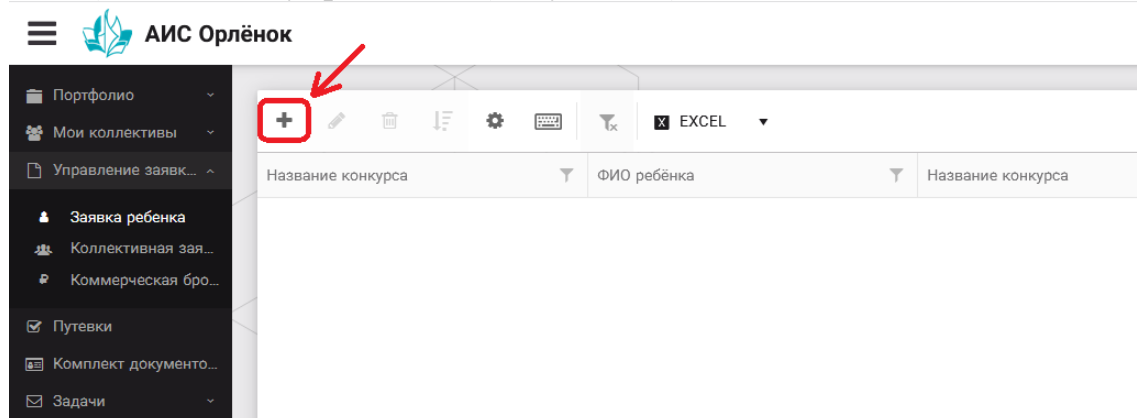 АИС Орлёнок
Портфолио
Мои коллективы
Управление заявк...
Заявка ребенка
Коллективная зая...
Коммерческая бро...
Путевки
Комплект документо...
Задачи
EXCEL
Название конкурса
ФИО ребёнка
Название конкурса